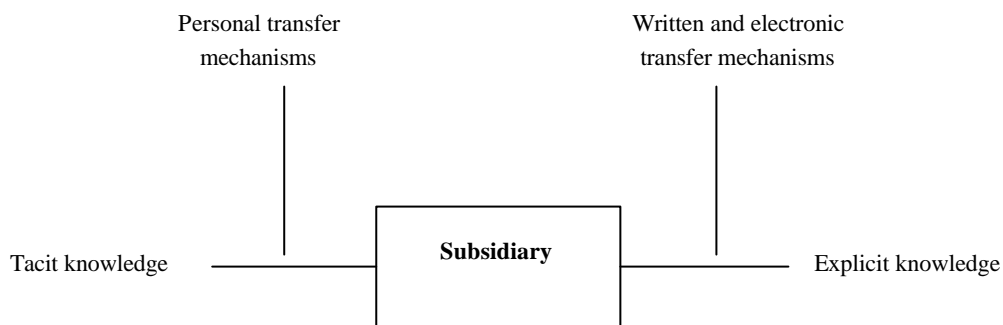 Personal transfer
mechanisms
Written and electronic
transfer mechanisms
Tacit knowledge
Subsidiary
Explicit knowledge